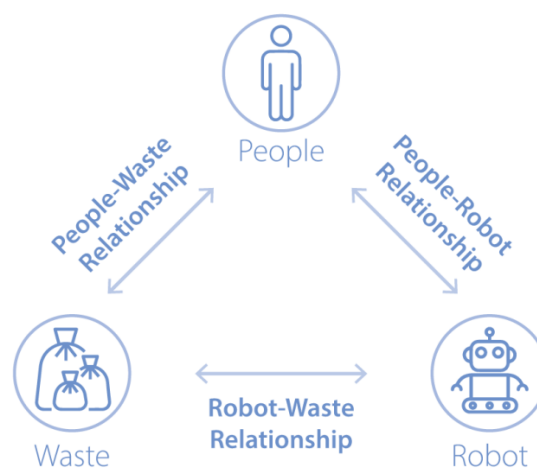 People
People-Waste
Relationship
People-Robot
Relationship
Robot-Waste
Relationship
Waste
Robot